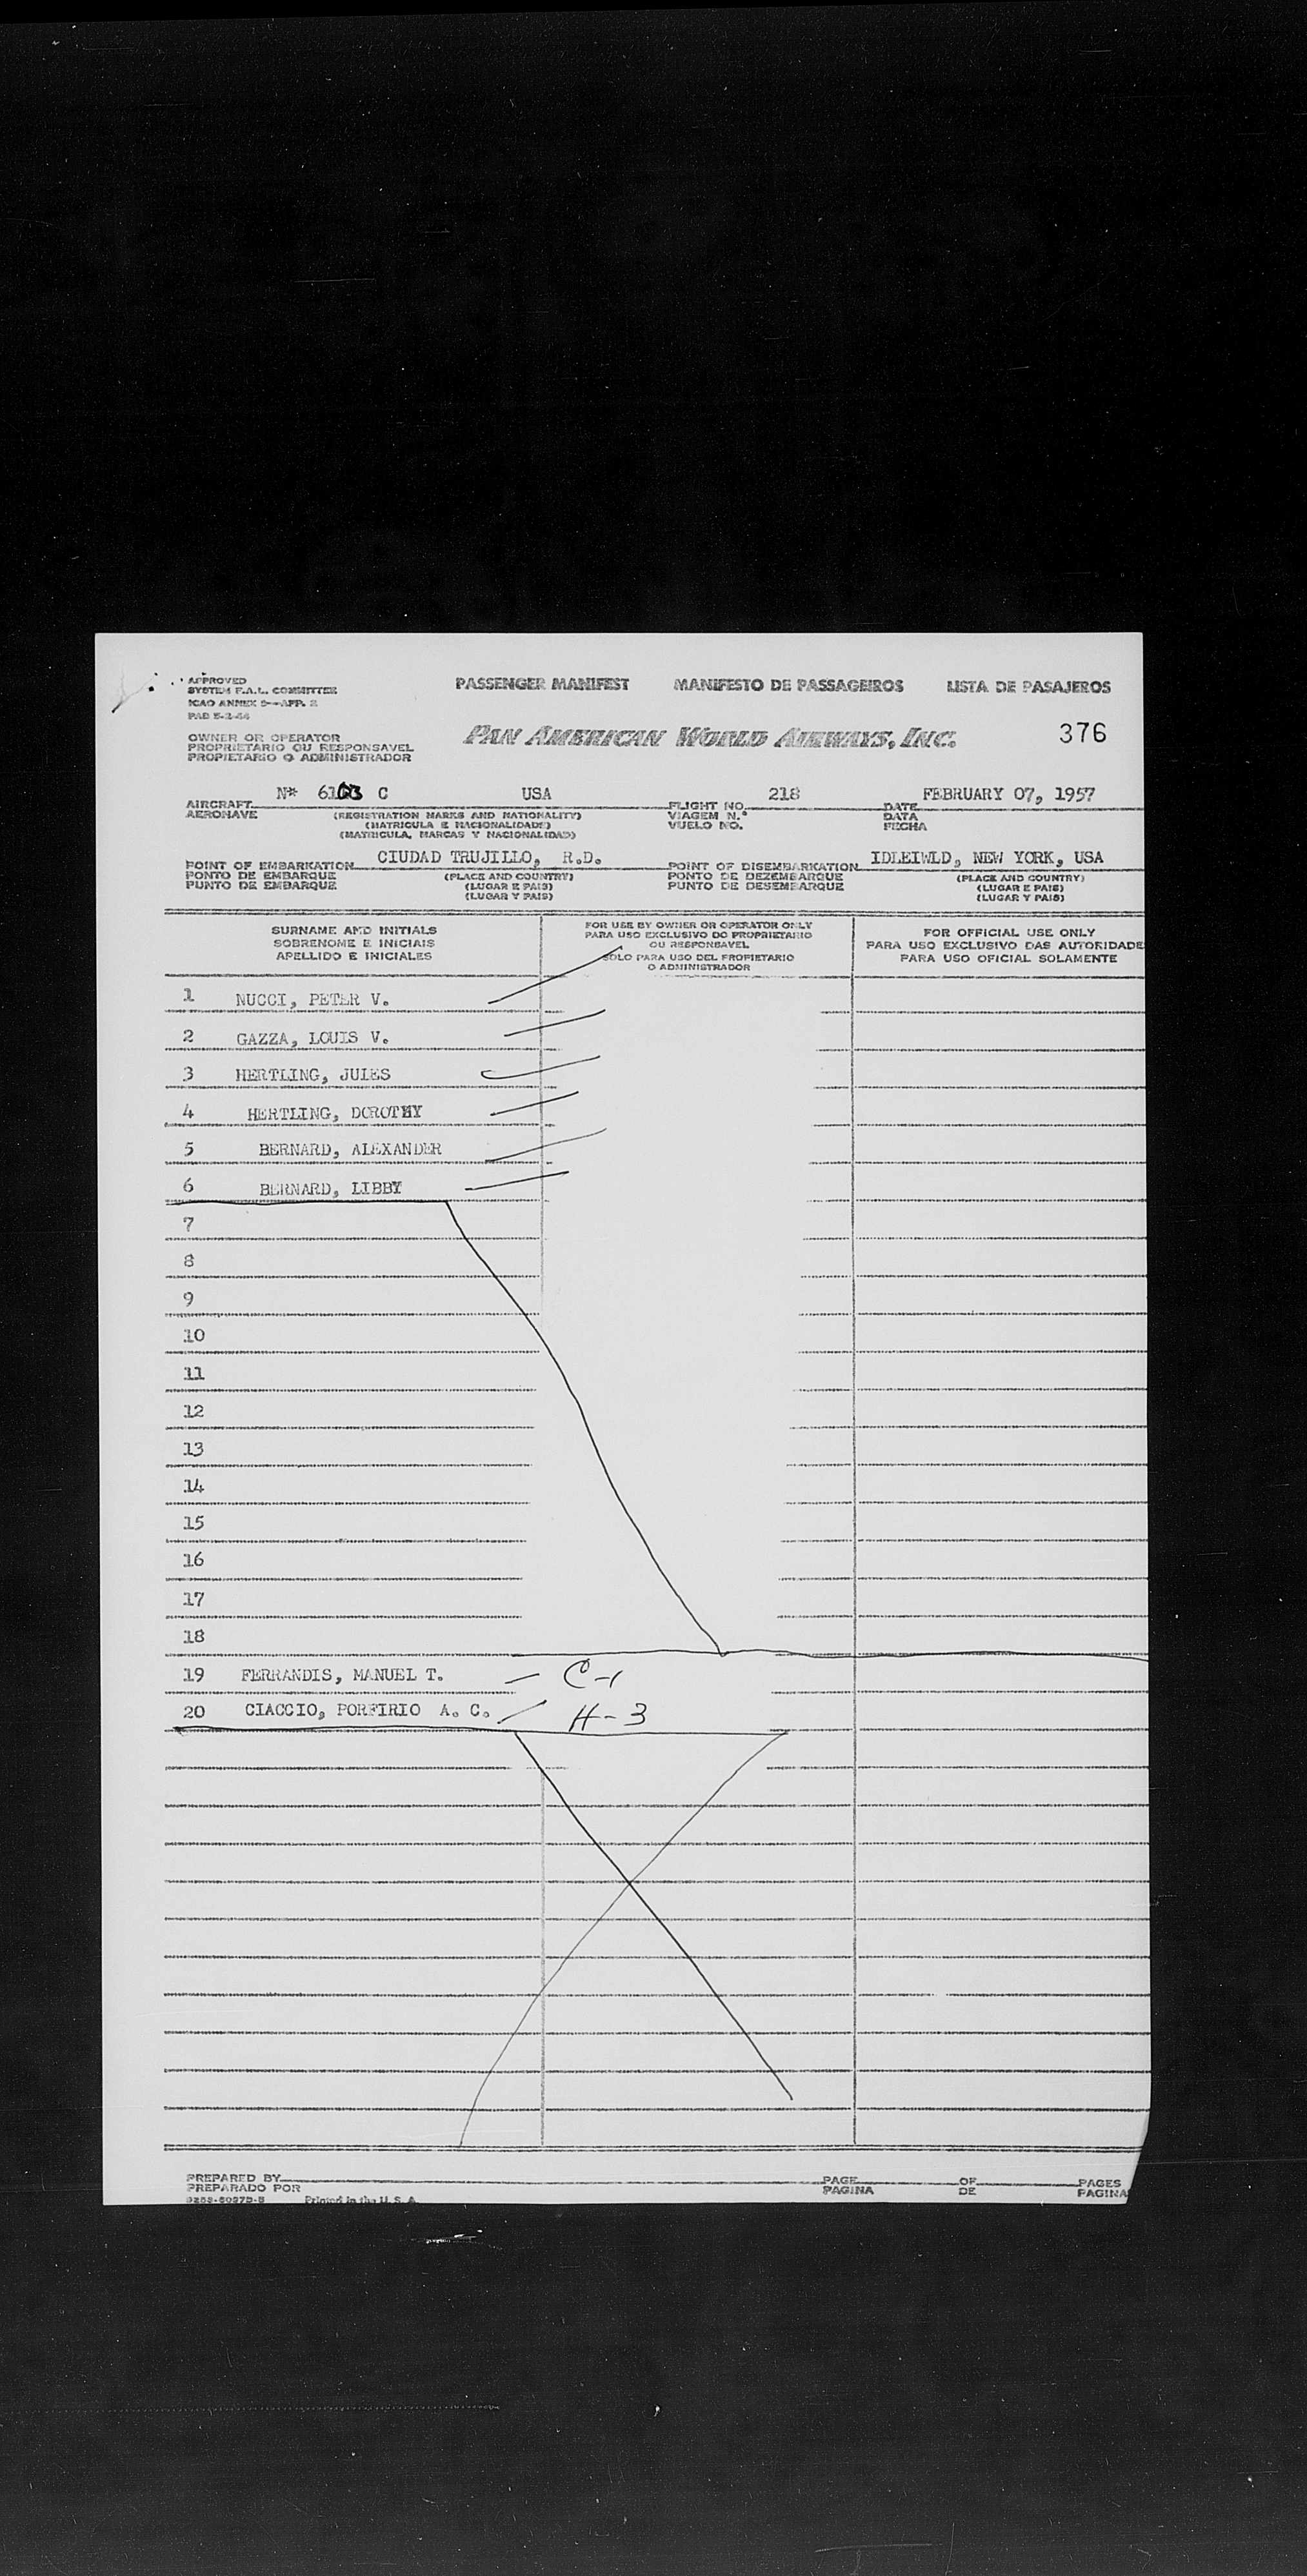 APPROVED
SYSTEM F.A.L. COMMITTEE
ICAO ANNEX 9—APP. 2
PAB 5-2-44
PASSENGER MANIFEST MANIFESTO DE PASSAGEIROS LISTA DE PASAJEROS
OWNER OR OPERATOR
PROPRIETARIO OU RESPONSAVEL
PROPIETARIO O ADMINISTRADOR
PAN AMERICAN WORLD AIRWAYS, INC.
376
AIRCRAFT N* C USA FLIGHT NO. 218 DATE FEBRUARY 07, 1957
AERONAVE (REGISTRATION MARKS AND NATIONALITY) VIAGEM N.° DATA
(MATRICULA E NACIONALIDADE) VUELO NO. FECHA
(MATRICULA, MARCAS Y NACIONALIDAD)
POINT OF EMBARKATION CIUDAD TRUJILLO, R.D. POINT OF DISEMBARKATION IDLEIWLD, NEW YORK, USA
PONTO DE EMBARQUE (PLACE AND COUNTRY) PONTO DE DEZEMBARQUE (PLACE AND COUNTRY)
PUNTO DE EMBARQUE (LUGAR E PAIS) PUNTO DE DESEMBARQUE (LUGAR E PAIS)
(LUGAR Y PAIS) (LUGAR Y PAIS)
SURNAME AND INITIALS
SOBRENOME E INICIAIS
APELLIDO E INICIALES
FOR USE BY OWNER OR OPERATOR ONLY
PARA USO EXCLUSIVO DO PROPRIETARIO
OU RESPONSAVEL
SOLO PARA USO DEL PROPIETARIO
O ADMINISTRADOR
FOR OFFICIAL USE ONLY
PARA USO EXCLUSIVO DAS AUTORIDADE
PARA USO OFICIAL SOLAMENTE
1 NUCCI, PETER V.
2 GAZZA, LOUIS V.
3 HERTLING, JULES
4 HERTLING, DOROTHY
5 BERNARD, ALEXANDER
6 BERNARD, LIBBY
7
8
9
10
11
12
13
14
15
16
17
18
19 FERRANDIS, MANUEL T. C-1
20 CIACCIO, PORFIRIO A. C. H-3
PREPARED BY PAGE OF PAGES
PREPARADO POR PAGINA DE PAGINA
Printed in the U. S. A.